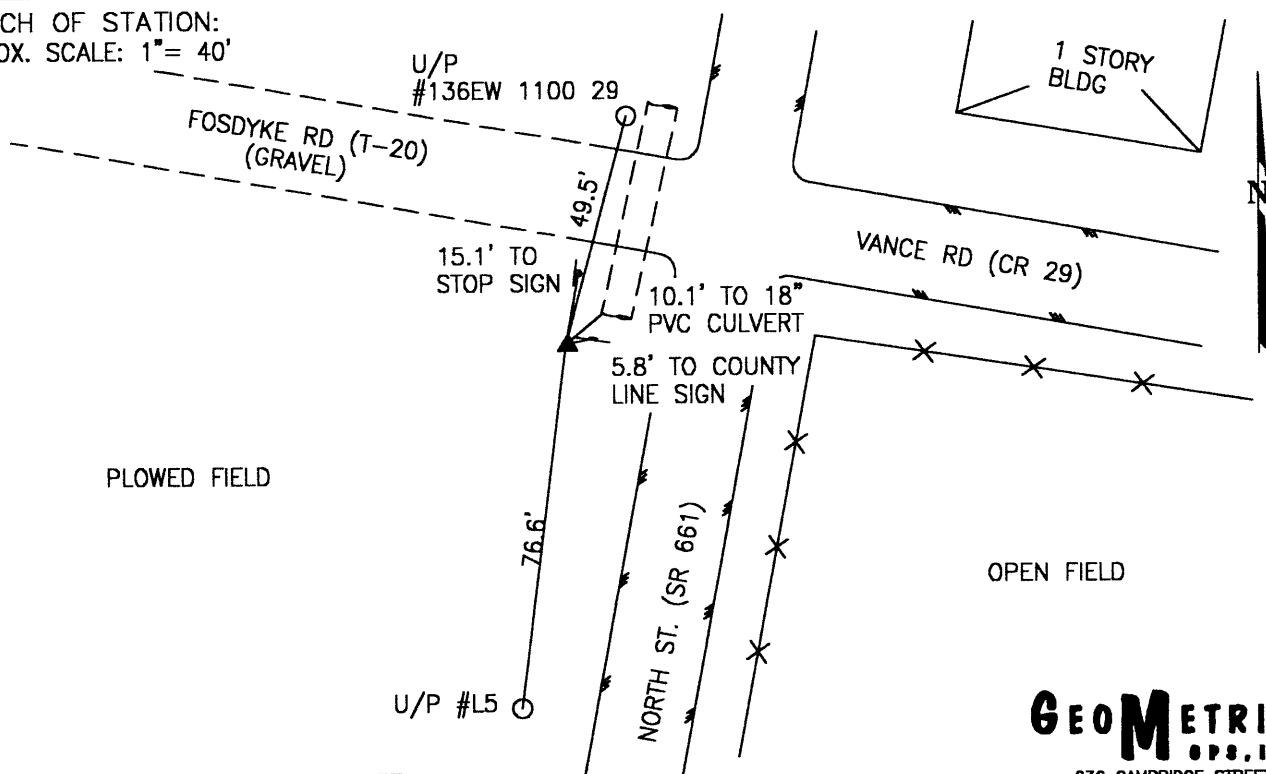 CH OF STATION:
OX. SCALE: 1"= 40'
U/P
#136EW 1100 29
1 STORY
BLDG
FOSDYKE RD (T-20)
(GRAVEL)
N
49.5'
VANCE RD (CR 29)
15.1' TO
STOP SIGN
10.1' TO 18"
PVC CULVERT
5.8' TO COUNTY
LINE SIGN
PLOWED FIELD
76.6'
NORTH ST. (SR 661)
OPEN FIELD
U/P #L5
GEOMETRI
GPS, I